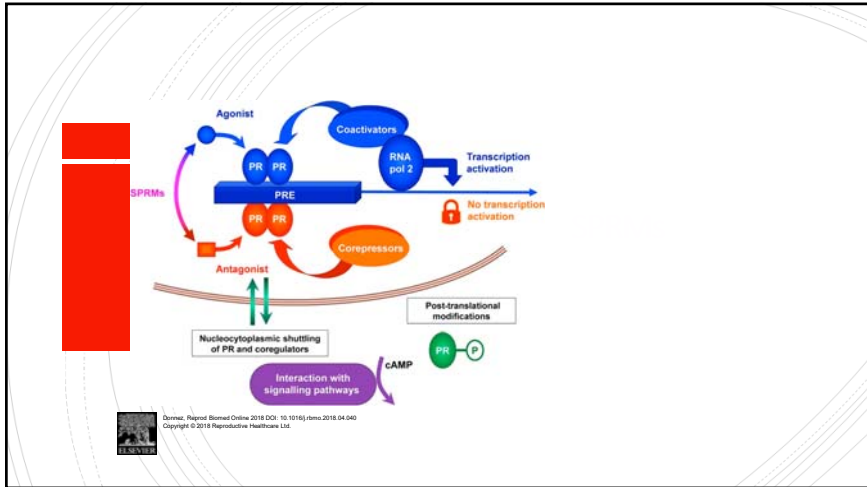 Agonist
Coactivators
PR PR
RNA
pol 2
Transcription
activation
SPRMs
PRE
No transcription
activation
PR PR
Corepressors
Antagonist
Post-translational
modifications
Nucleocytoplasmic shuttling
of PR and coregulators
PR P
cAMP
Interaction with
signalling pathways
Donnez, Reprod Biomed Online 2018 DOI: 10.1016/j.rbmo.2018.04.040
Copyright © 2018 Reproductive Healthcare Ltd.
ELSEVIER